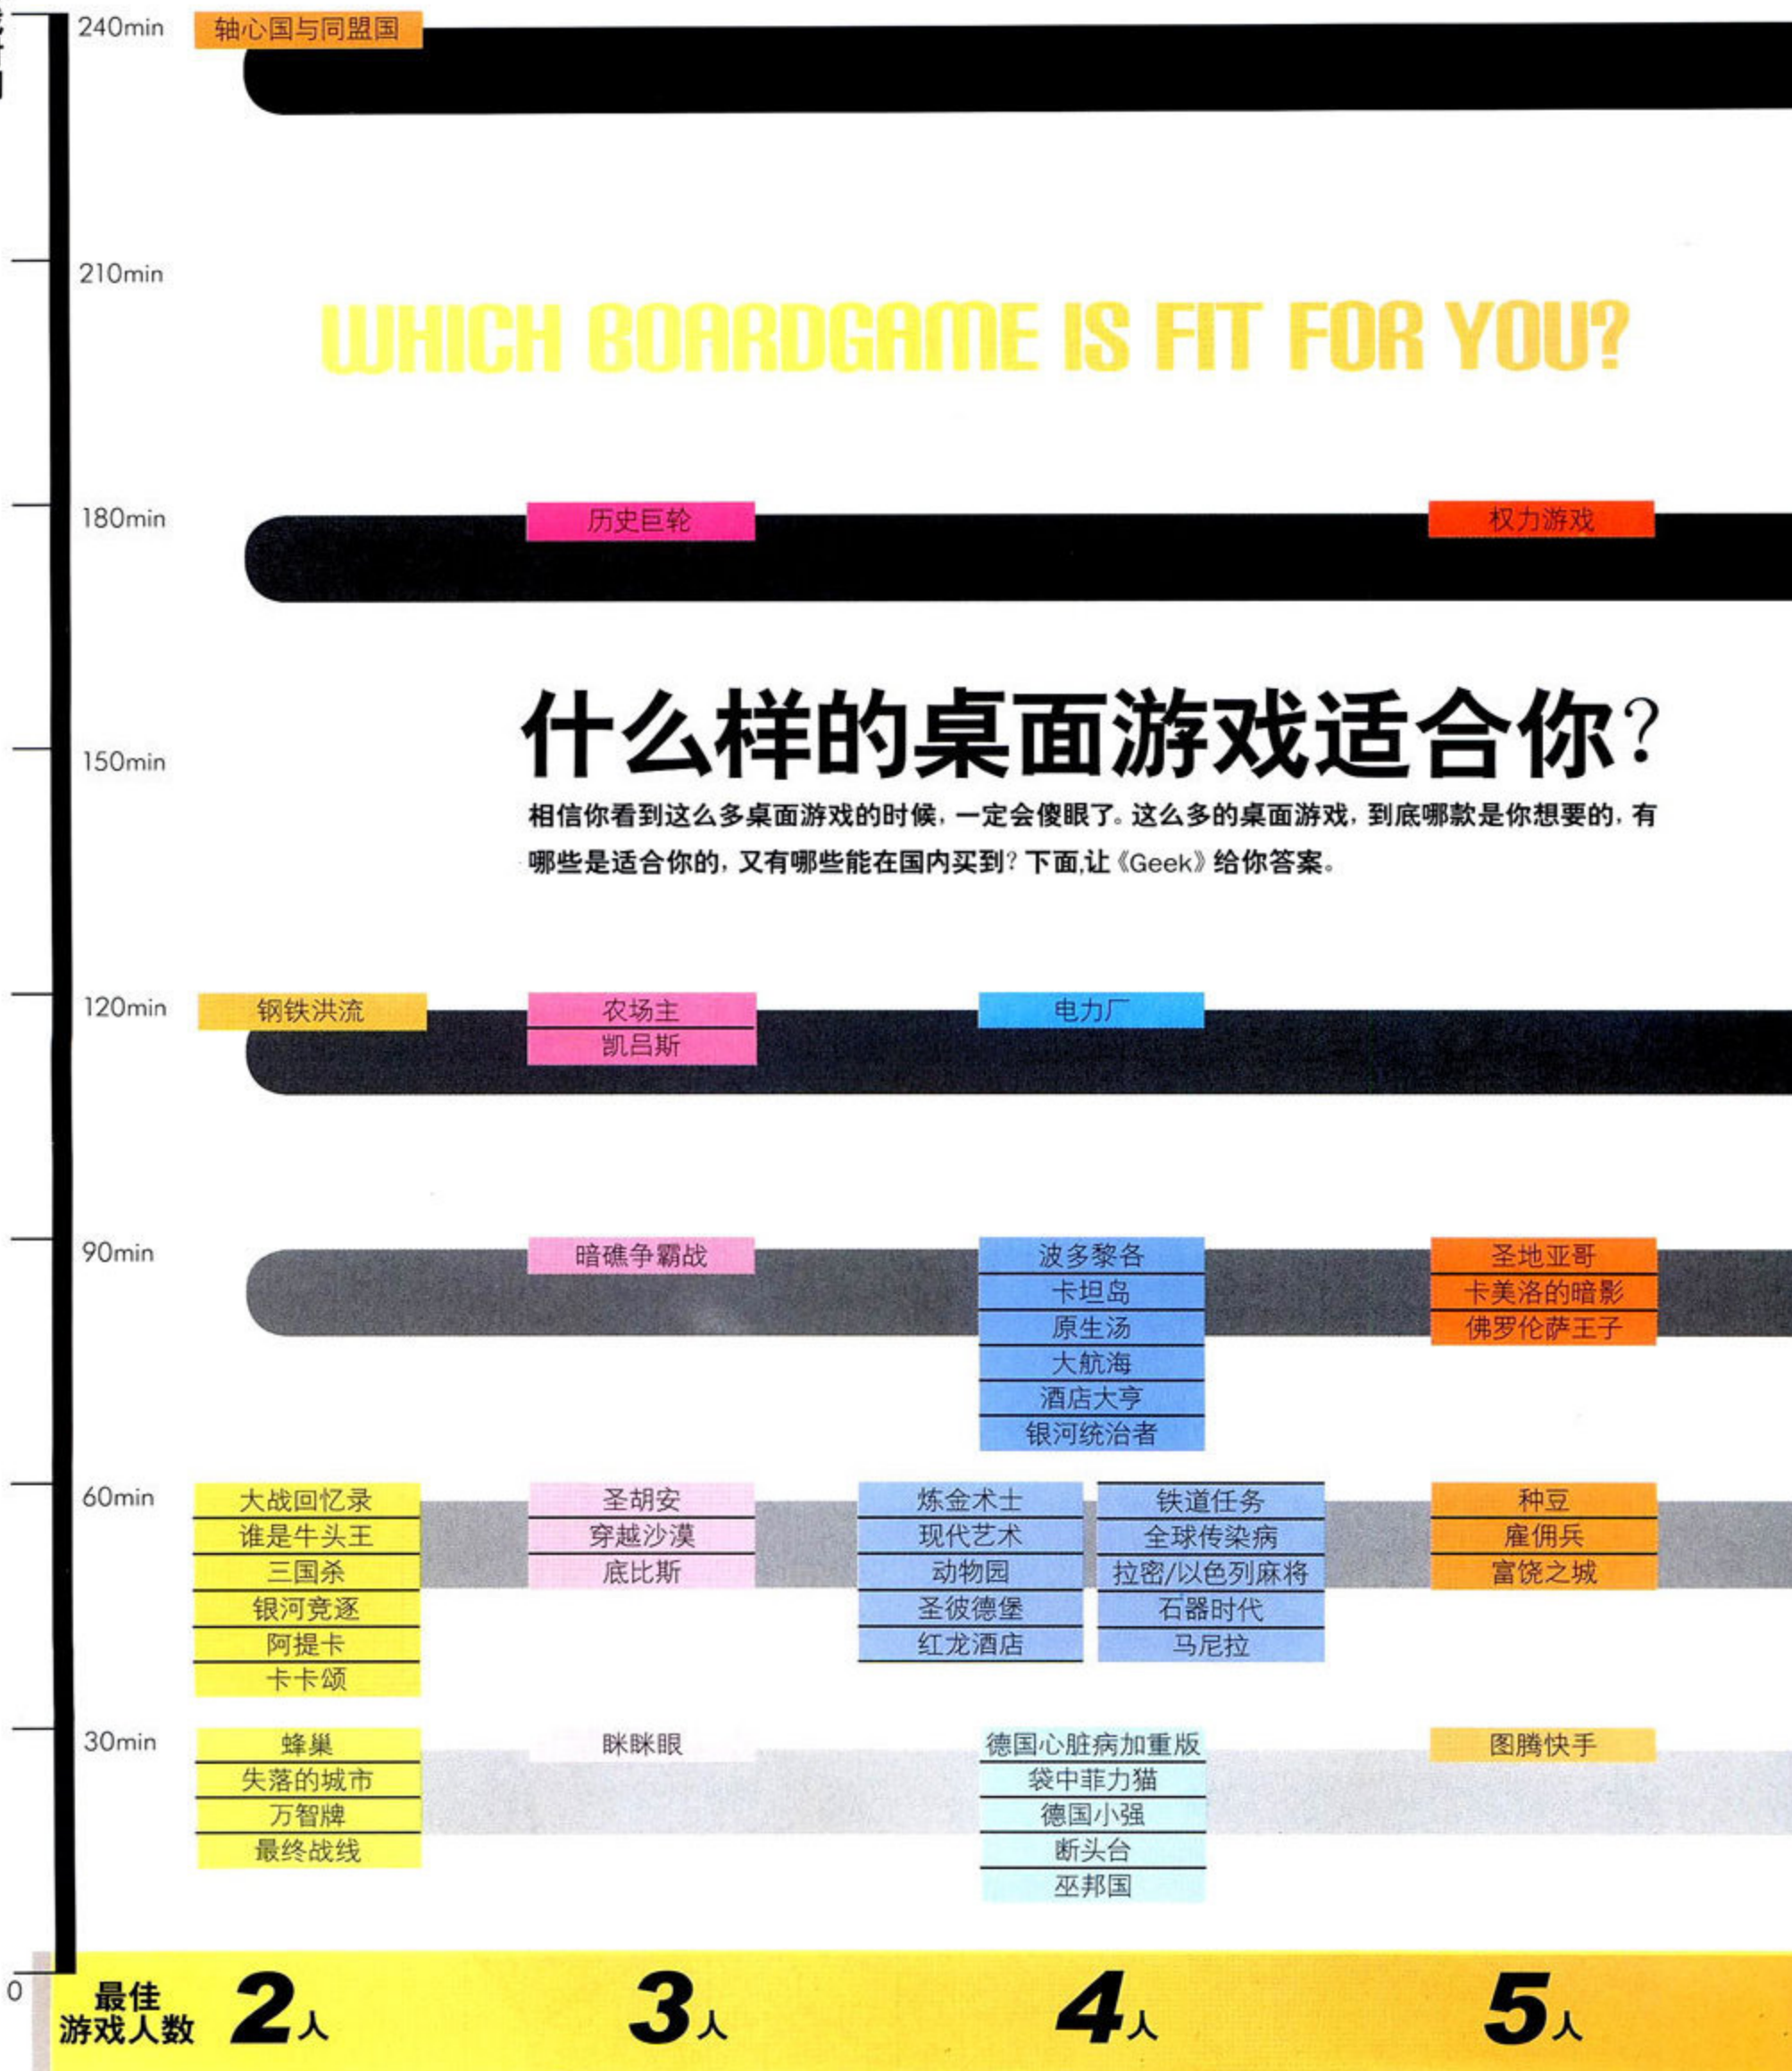 240min
轴心国与同盟国
210min
WHICH BOARDGAME IS FIT FOR YOU?
180min
历史巨轮
权力游戏
什么样的桌面游戏适合你?
150min
相信你看到这么多桌面游戏的时候,一定会傻眼了。这么多的桌面游戏,到底哪款是你想要的,有
哪些是适合你的,又有哪些能在国内买到?下面,让《Geek》给你答案。
120min
钢铁洪流
农场主
凯吕斯
电力厂
90min
暗礁争霸战
波多黎各
卡坦岛
原生汤
大航海
酒店大亨
银河统治者
圣地亚哥
卡美洛的暗影
佛罗伦萨王子
60min
大战回忆录
谁是牛头王
三国杀
银河竞逐
阿提卡
卡卡颂
圣胡安
穿越沙漠
底比斯
炼金术士
现代艺术
动物园
圣彼德堡
红龙酒店
铁道任务
全球传染病
拉密/以色列麻将
石器时代
马尼拉
种豆
雇佣兵
富饶之城
30min
蜂巢
失落的城市
万智牌
最终战线
眯眯眼
德国心脏病加重版
袋中菲力猫
德国小强
断头台
巫邦国
图腾快手
0
最佳
游戏人数
2人
3人
4人
5人